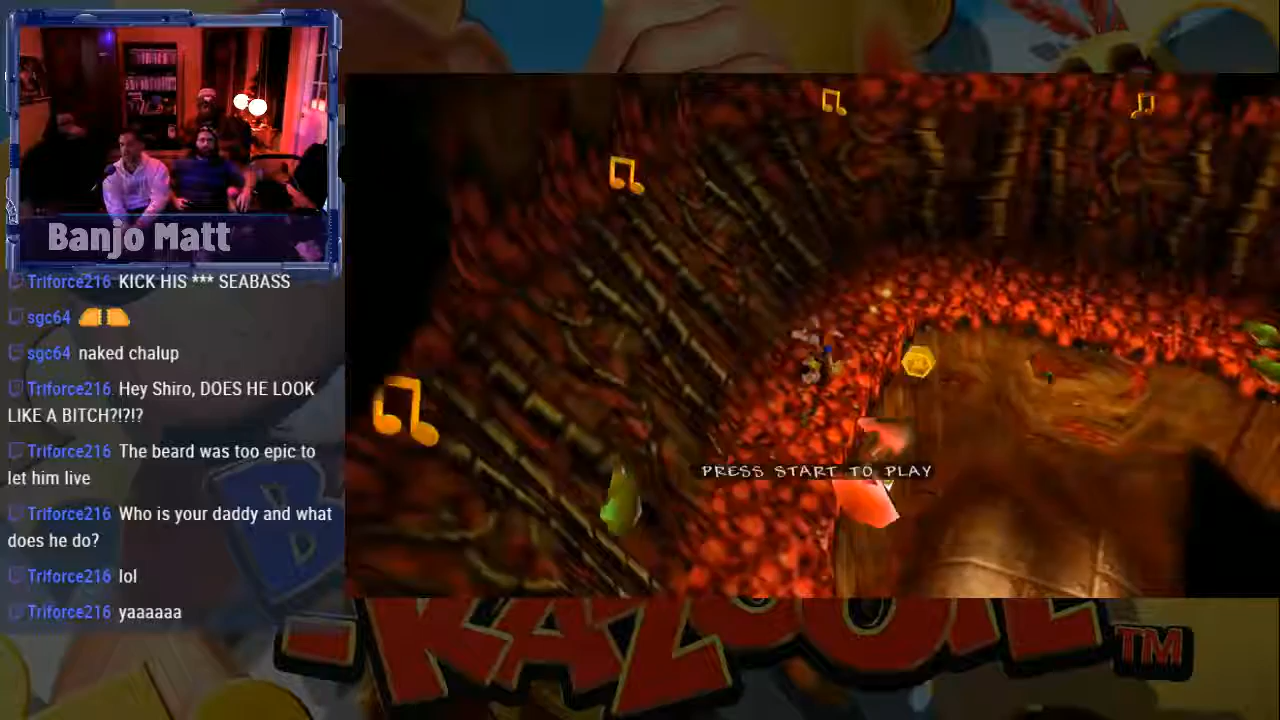 Banjo Matt
Triforce216 KICK HIS *** SEABASS
sgc64
sgc64 naked chalup
Triforce216 Hey Shiro, DOES HE LOOK
LIKE A BITCH?!?!?
Triforce216 The beard was too epic to
let him live
PRESS START TO PLAY
Triforce216 Who is your daddy and what
does he do?
Triforce216 lol
Triforce216 yaaaaaa
B
-KAZOOIE TM